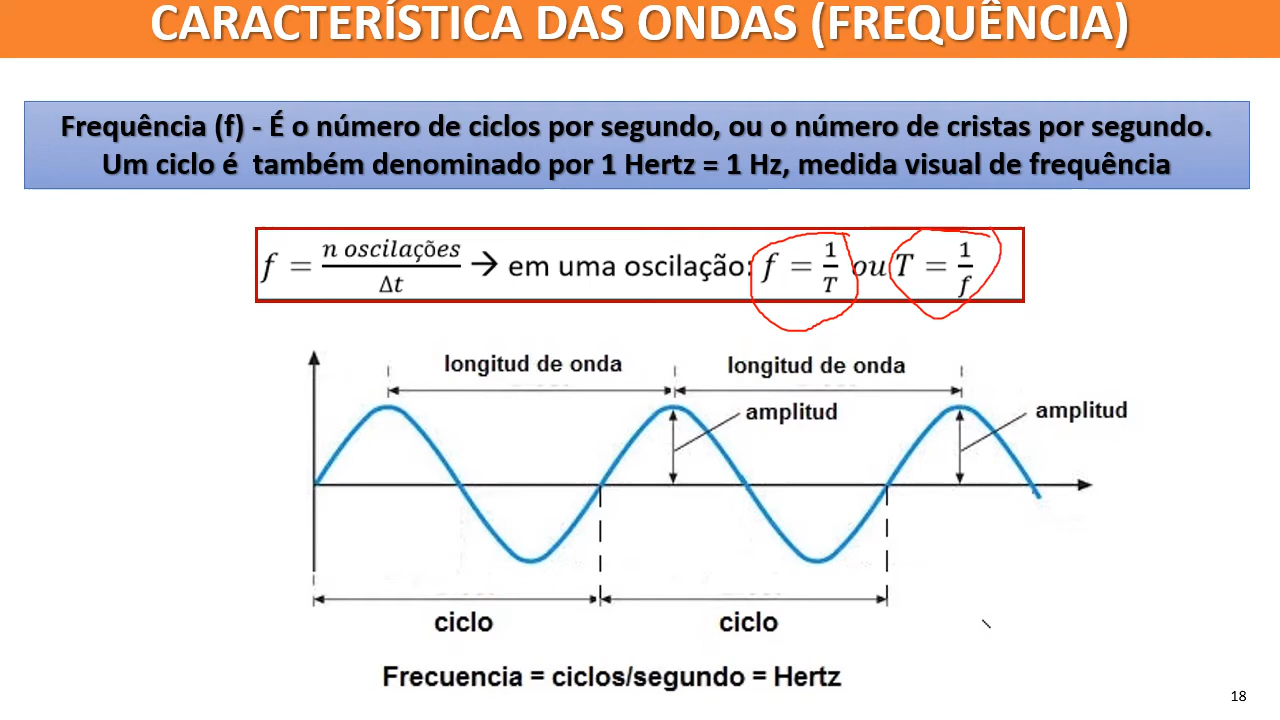 CARACTERÍSTICA DAS ONDAS (FREQUÊNCIA)
Frequência (f) - É o número de ciclos por segundo, ou o número de cristas por segundo.
Um ciclo é também denominado por 1 Hertz = 1 Hz, medida visual de frequência
f = n oscilações / Δt → em uma oscilação: f = 1/T ou T = 1/f
longitud de onda longitud de onda
amplitud amplitud
ciclo ciclo
Frecuencia = ciclos/segundo = Hertz
18